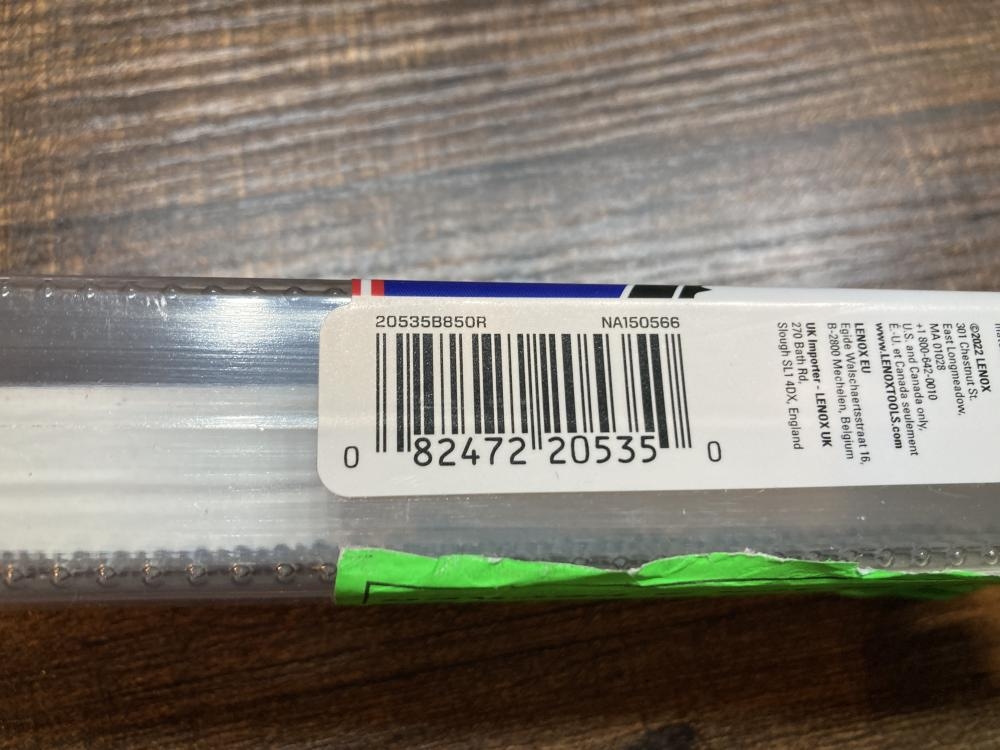 20535B850R NA150566
0 82472 20535 0
©2022 LENOX
301 Chestnut St.
East Longmeadow,
MA 01028
+1 800-642-0010
U.S. and Canada only,
É.-U. et Canada seulement
www.LENOXTOOLS.com
LENOX EU
Egide Walschaertsstraat 16,
B-2800 Mechelen, Belgium
UK Importer - LENOX UK
270 Bath Rd,
Slough SL1 4DX, England